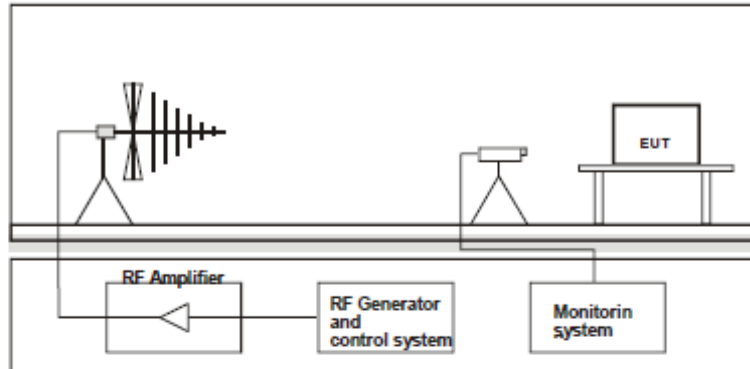 EUT
RF Amplifier
RF Generator
and
control system
Monitorin
system